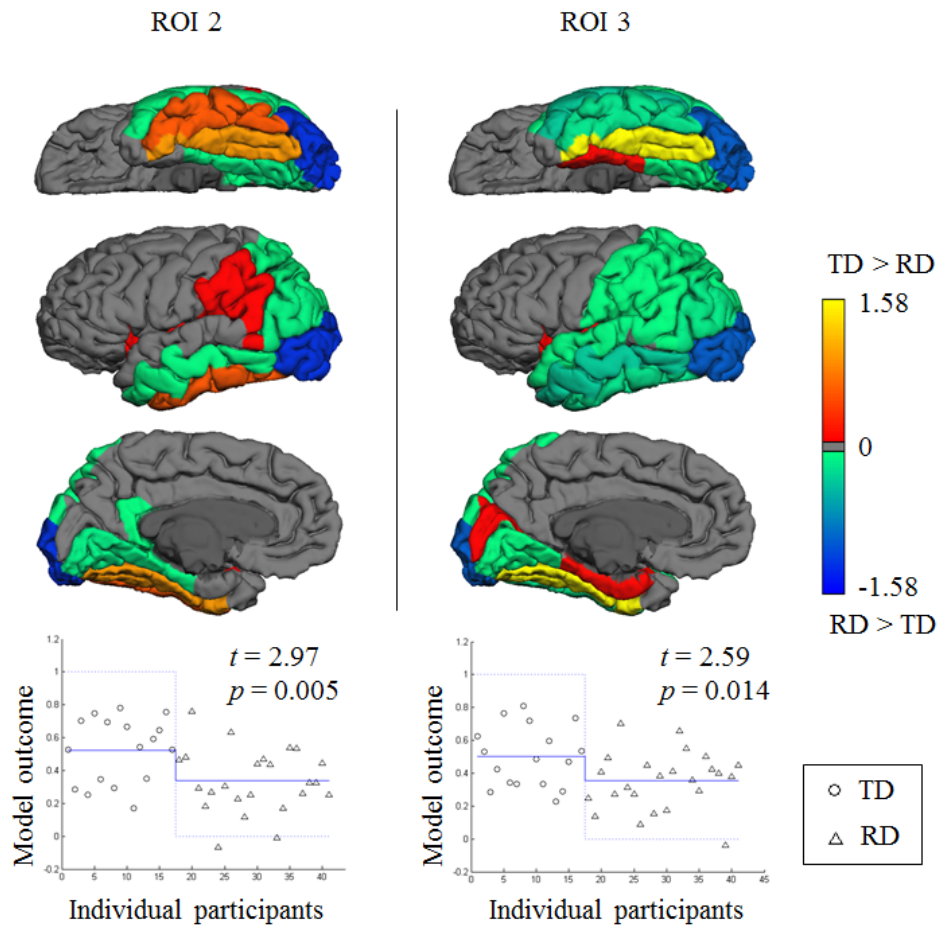 ROI 2
ROI 3
TD > RD
1.58
0
-1.58
RD > TD
t = 2.97
p = 0.005
1.2
1
0.8
0.6
0.4
0.2
0
-0.2
0 5 10 15 20 25 30 35 40
Model outcome
Individual participants
t = 2.59
p = 0.014
1.2
1
0.8
0.6
0.4
0.2
0
-0.2
0 5 10 15 20 25 30 35 40 45
Model outcome
Individual participants
TD
RD